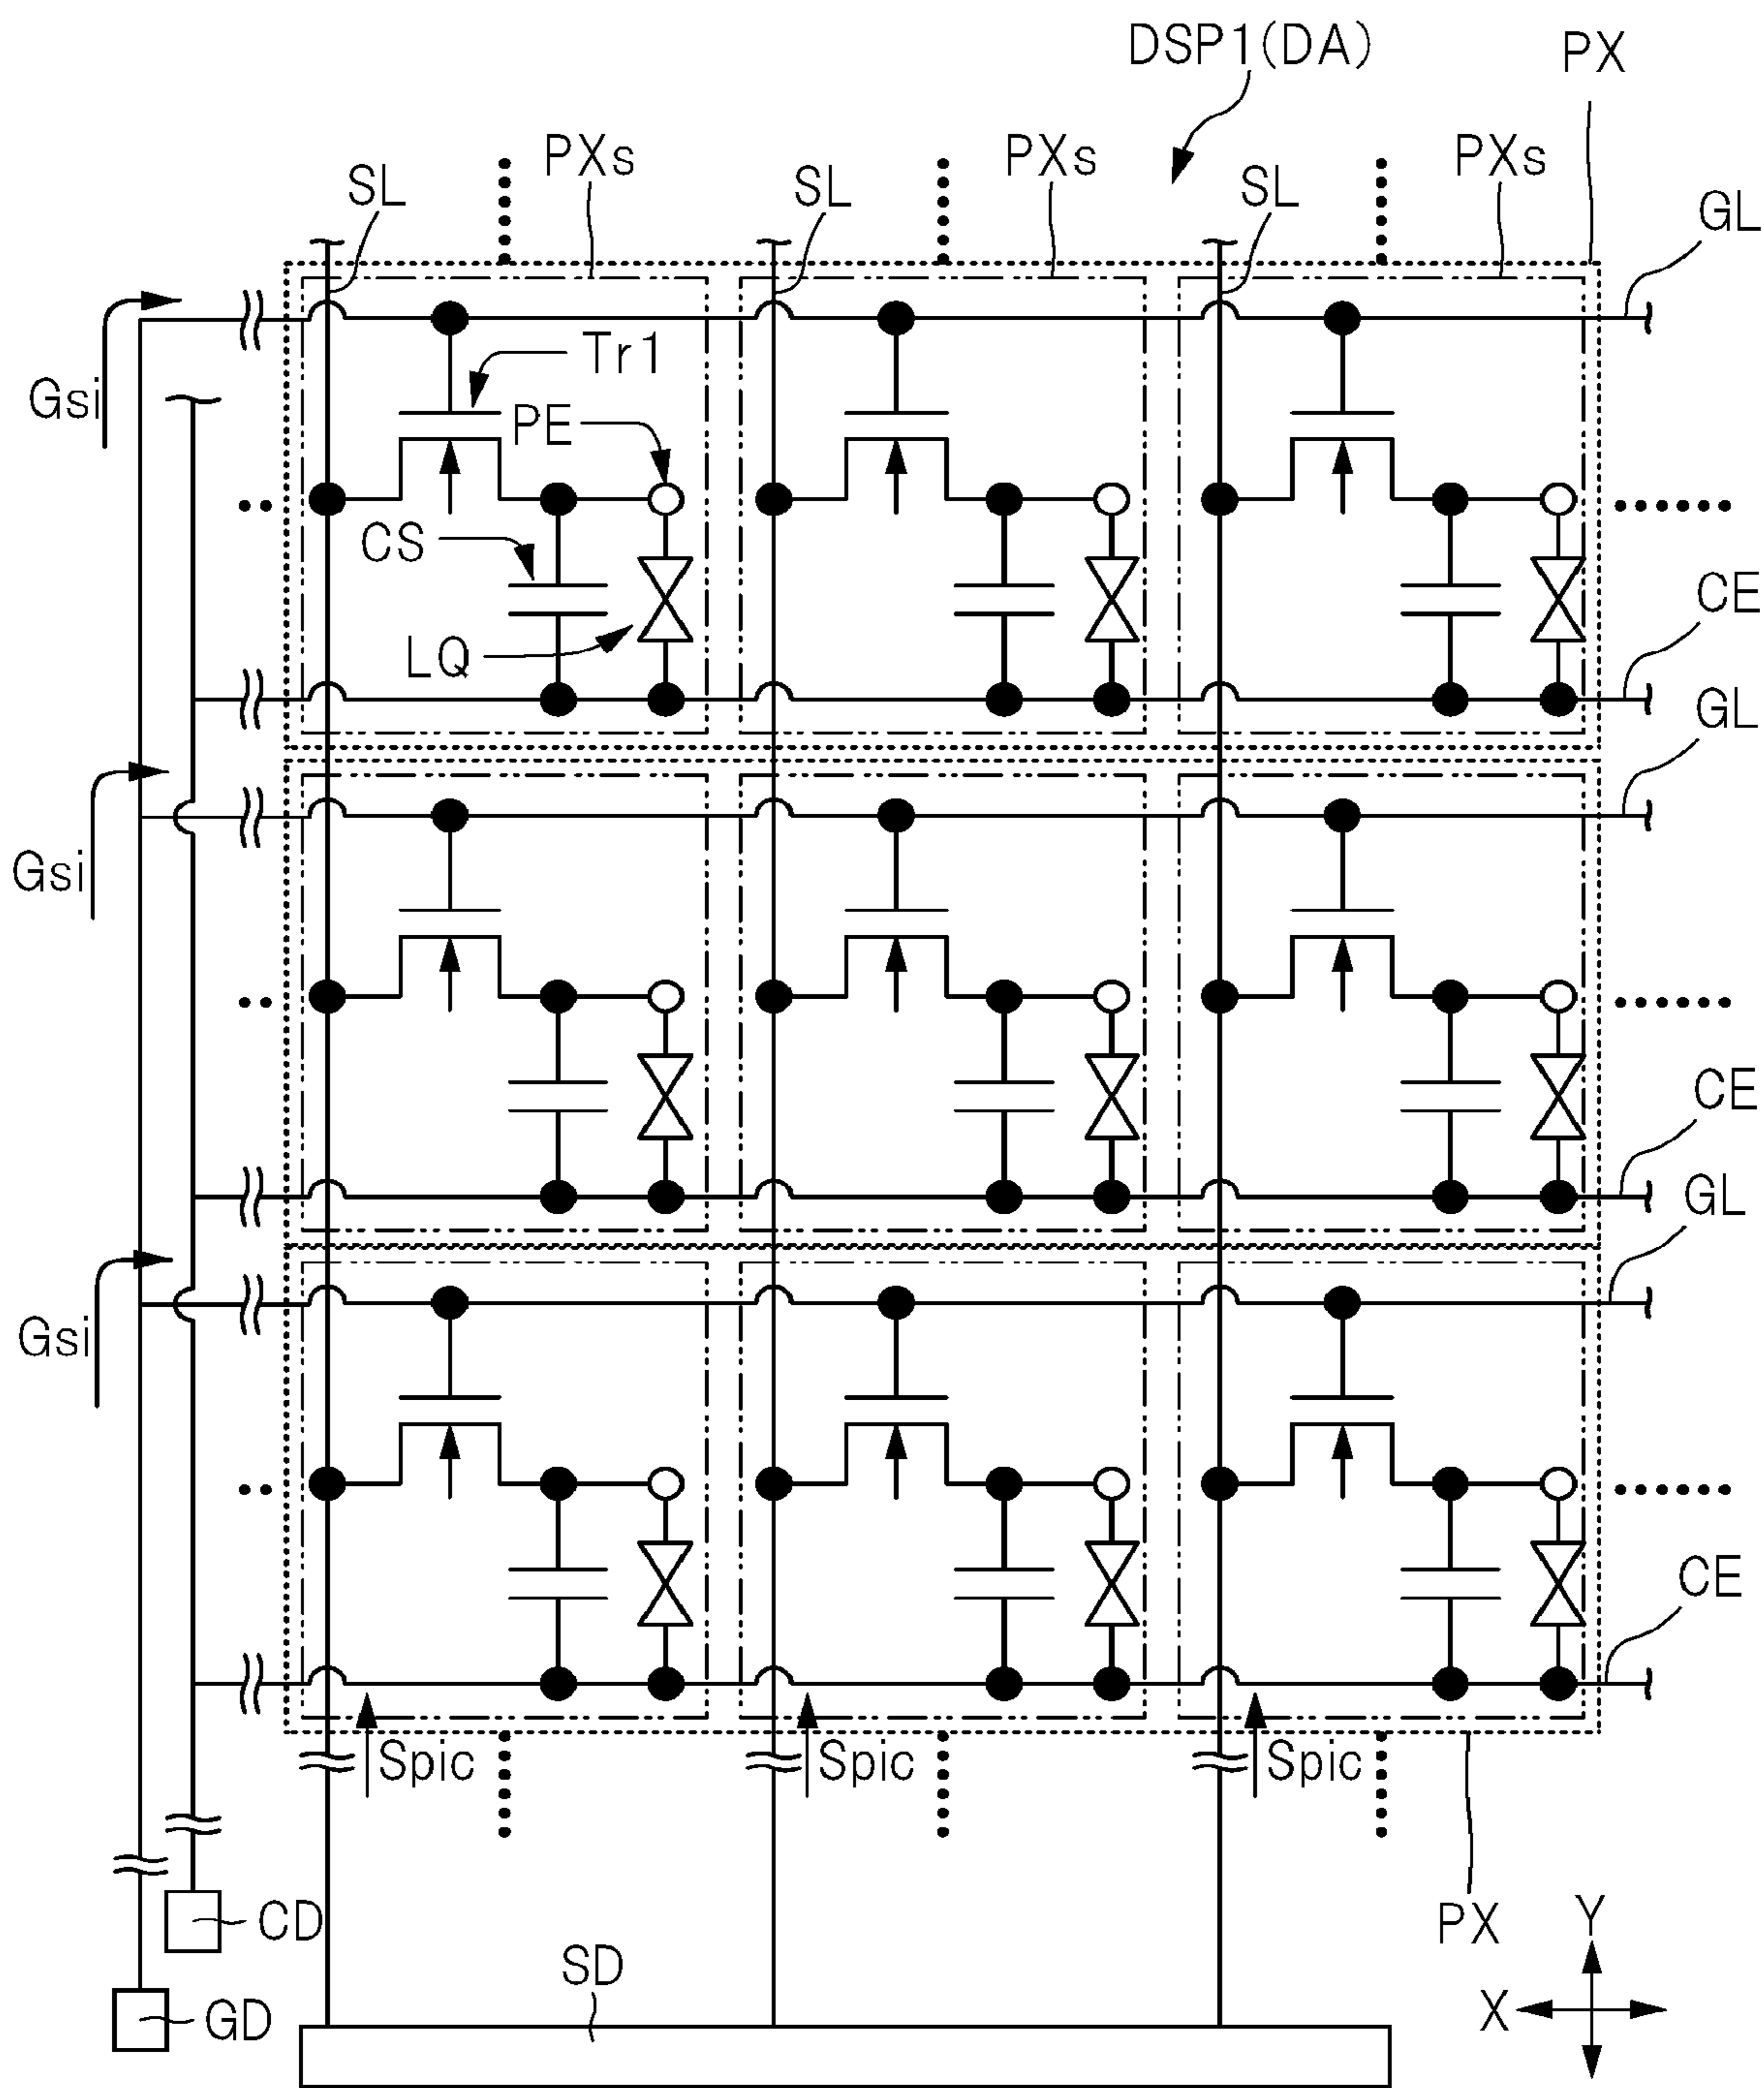 DSP1(DA)
PX
PXs
PXs
PXs
SL
SL
SL
GL
Gsi
Tr1
PE
CS
LQ
CE
GL
Gsi
CE
GL
Gsi
CE
Spic
Spic
Spic
CD
PX
Y
SD
X
GD